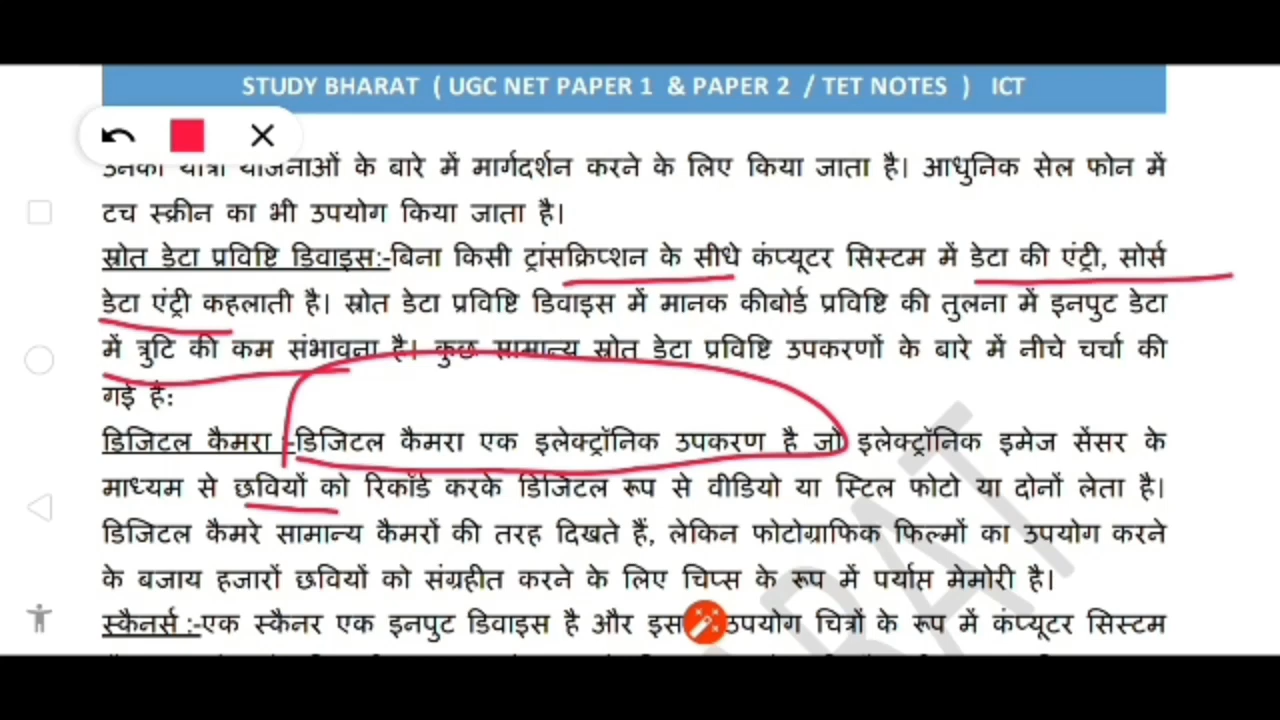 STUDY BHARAT ( UGC NET PAPER 1 & PAPER 2 / TET NOTES ) ICT
उनकी यात्रा योजनाओं के बारे में मार्गदर्शन करने के लिए किया जाता है। आधुनिक सेल फोन में
टच स्क्रीन का भी उपयोग किया जाता है।
स्रोत डेटा प्रविष्टि डिवाइस:-बिना किसी ट्रांसक्रिप्शन के सीधे कंप्यूटर सिस्टम में डेटा की एंट्री, सोर्स
डेटा एंट्री कहलाती है। स्रोत डेटा प्रविष्टि डिवाइस में मानक कीबोर्ड प्रविष्टि की तुलना में इनपुट डेटा
में त्रुटि की कम संभावना है। कुछ सामान्य स्रोत डेटा प्रविष्टि उपकरणों के बारे में नीचे चर्चा की
गई है:
डिजिटल कैमरा :-डिजिटल कैमरा एक इलेक्ट्रॉनिक उपकरण है जो इलेक्ट्रॉनिक इमेज सेंसर के
माध्यम से छवियों को रिकॉर्ड करके डिजिटल रूप से वीडियो या स्टिल फोटो या दोनों लेता है।
डिजिटल कैमरे सामान्य कैमरों की तरह दिखते हैं, लेकिन फोटोग्राफिक फिल्मों का उपयोग करने
के बजाय हजारों छवियों को संग्रहीत करने के लिए चिप्स के रूप में पर्याप्त मेमोरी है।
स्कैनर्स :-एक स्कैनर एक इनपुट डिवाइस है और इस उपयोग चित्रों के रूप में कंप्यूटर सिस्टम